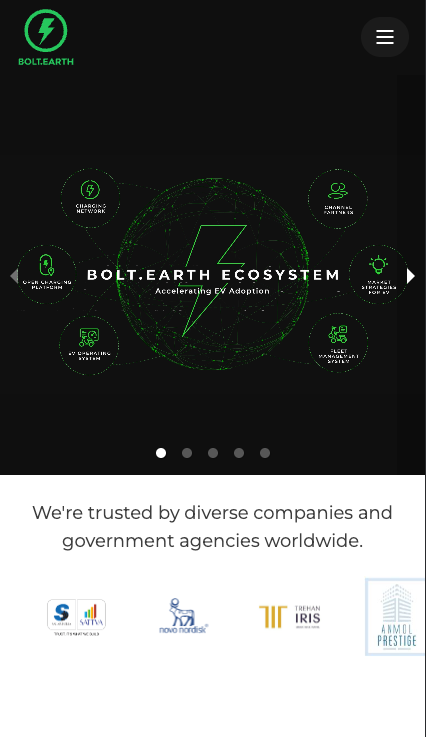 BOLT.EARTH
CHARGING
NETWORK
CHANNEL
PARTNERS
OPEN CHARGING
PLATFORM
BOLT.EARTH ECOSYSTEM
Accelerating EV Adoption
MARKET
STRATEGIES
FOR EV
EV OPERATING
SYSTEM
FLEET
MANAGEMENT
SYSTEM
We're trusted by diverse companies and
government agencies worldwide.
S
SATTVA
novo nordisk
TREHAN
IRIS
ANMOL
PRESTIGE